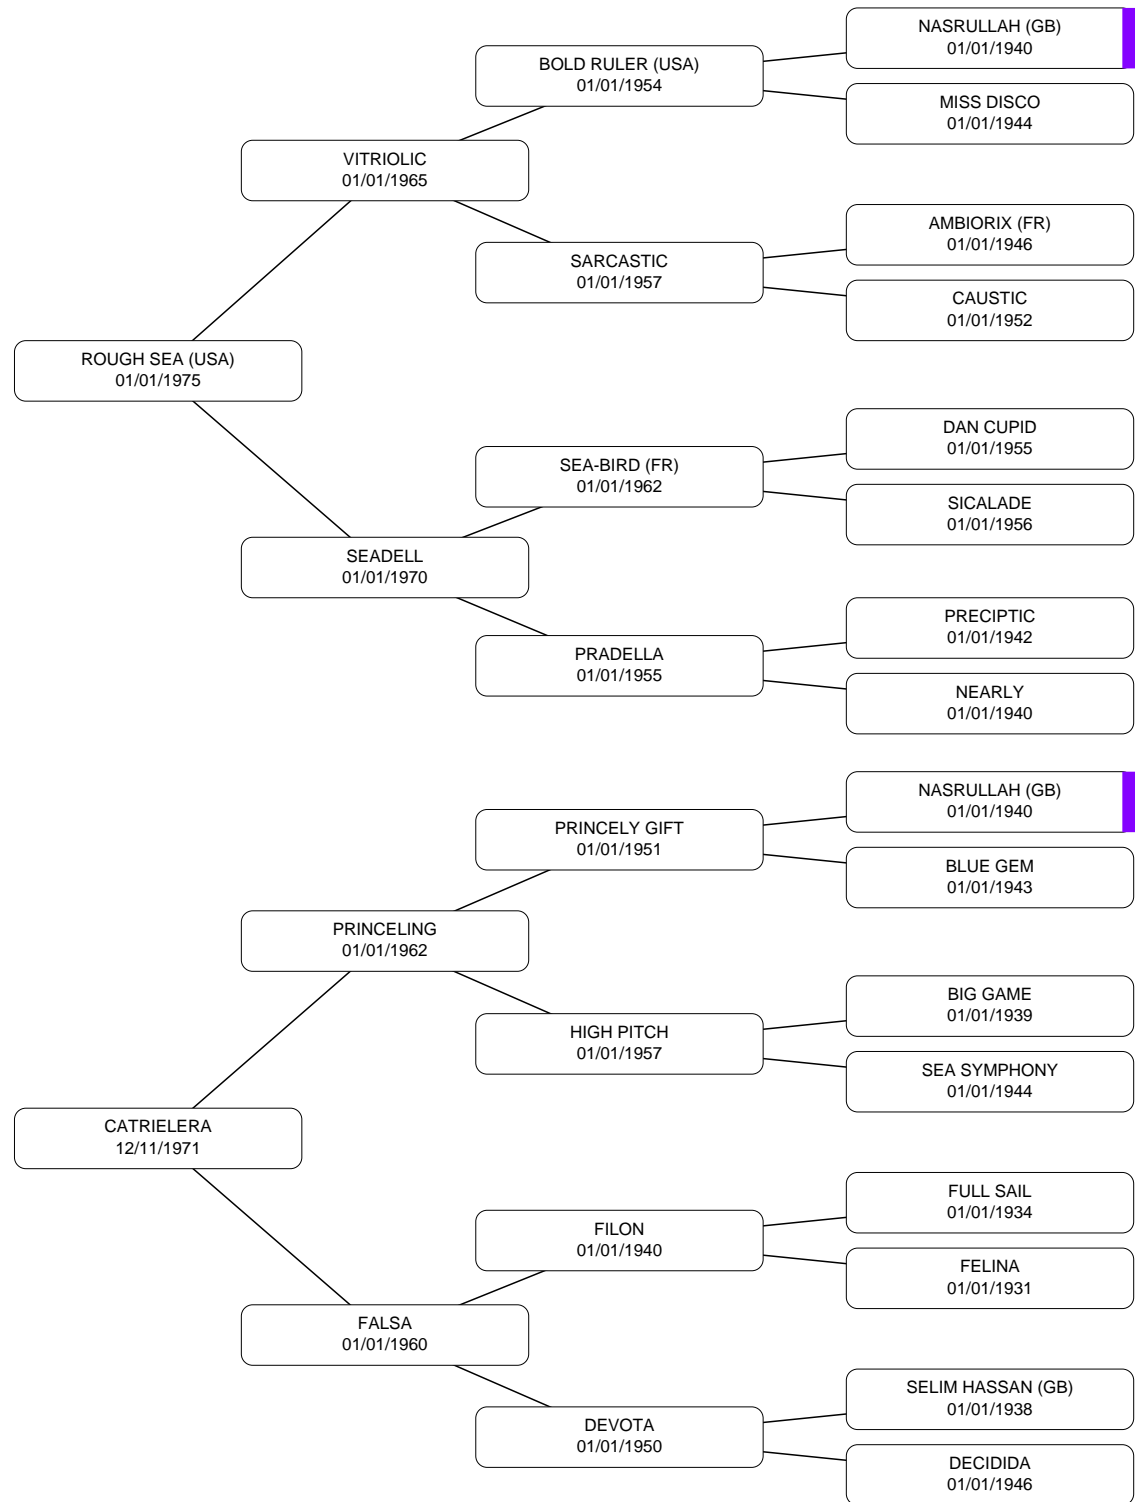 NASRULLAH (GB)
01/01/1940
BOLD RULER (USA)
01/01/1954
MISS DISCO
01/01/1944
VITRIOLIC
01/01/1965
AMBIORIX (FR)
01/01/1946
SARCASTIC
01/01/1957
CAUSTIC
01/01/1952
ROUGH SEA (USA)
01/01/1975
DAN CUPID
01/01/1955
SEA-BIRD (FR)
01/01/1962
SICALADE
01/01/1956
SEADELL
01/01/1970
PRECIPTIC
01/01/1942
PRADELLA
01/01/1955
NEARLY
01/01/1940
NASRULLAH (GB)
01/01/1940
PRINCELY GIFT
01/01/1951
BLUE GEM
01/01/1943
PRINCELING
01/01/1962
BIG GAME
01/01/1939
HIGH PITCH
01/01/1957
SEA SYMPHONY
01/01/1944
CATRIELERA
12/11/1971
FULL SAIL
01/01/1934
FILON
01/01/1940
FELINA
01/01/1931
FALSA
01/01/1960
SELIM HASSAN (GB)
01/01/1938
DEVOTA
01/01/1950
DECIDIDA
01/01/1946